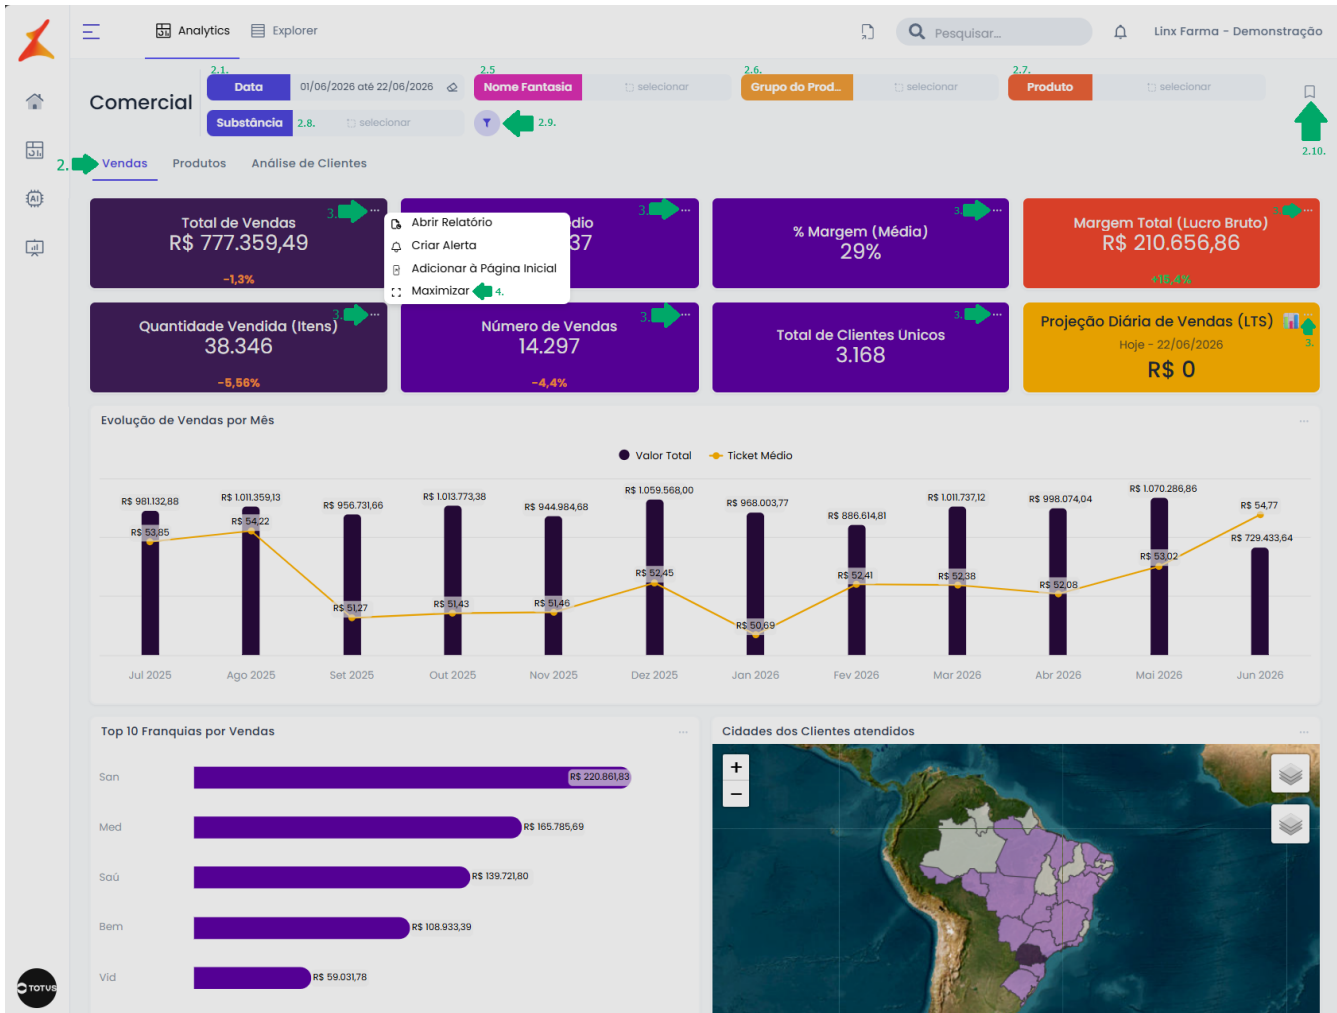 Analytics
Explorer
Pesquisar...
Linx Farma - Demonstração
Comercial
2.1.
Data
01/06/2026 até 22/06/2026
2.5
Nome Fantasia
selecionar
2.6.
Grupo do Prod...
selecionar
2.7.
Produto
selecionar
Substância
2.8.
selecionar
2.9.
2.10.
2.
Vendas
Produtos
Análise de Clientes
Total de Vendas
R$ 777.359,49
-1,3%
3.
Abrir Relatório
Criar Alerta
Adicionar à Página Inicial
Maximizar
4.
edio
37
3.
% Margem (Média)
29%
3.
Margem Total (Lucro Bruto)
R$ 210.656,86
+15,4%
Quantidade Vendida (Itens)
38.346
-5,56%
3.
Número de Vendas
14.297
-4,4%
3.
Total de Clientes Unicos
3.168
3.
Projeção Diária de Vendas (LTS)
Hoje - 22/06/2026
R$ 0
3.
Evolução de Vendas por Mês
Valor Total
Ticket Médio
R$ 981.132,88
R$ 1.011.359,13
R$ 956.731,66
R$ 1.013.773,38
R$ 944.984,68
R$ 1.059.568,00
R$ 968.003,77
R$ 886.614,81
R$ 1.011.737,12
R$ 998.074,04
R$ 1.070.286,86
R$ 729.433,64
R$ 53,85
R$ 54,22
R$ 51,27
R$ 51,43
R$ 51,46
R$ 52,45
R$ 50,69
R$ 52,41
R$ 52,38
R$ 52,08
R$ 53,02
R$ 54,77
Jul 2025
Ago 2025
Set 2025
Out 2025
Nov 2025
Dez 2025
Jan 2026
Fev 2026
Mar 2026
Abr 2026
Mai 2026
Jun 2026
Top 10 Franquias por Vendas
San
R$ 220.861,83
Med
R$ 165.785,69
Saú
R$ 139.721,80
Bem
R$ 108.933,39
Vid
R$ 59.031,78
Cidades dos Clientes atendidos
+
−
AI
TOTVS